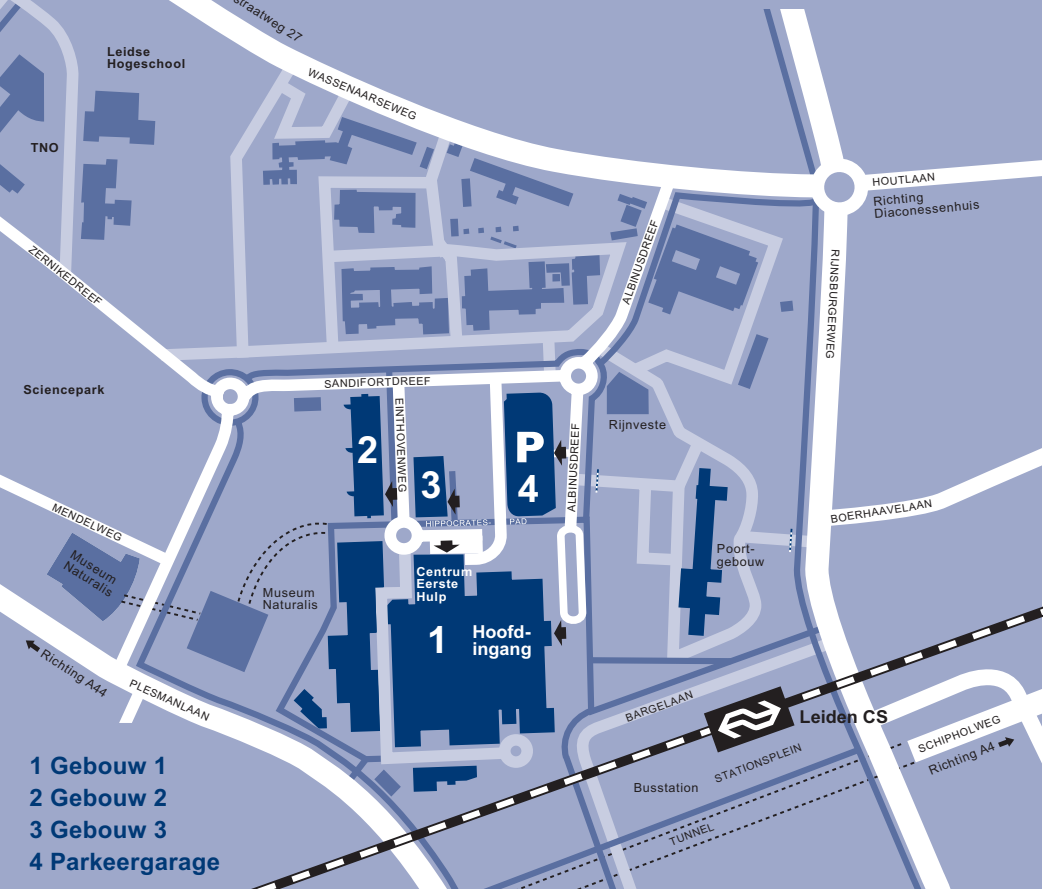 straatweg 27
Leidse
Hogeschool
WASSENAARSEWEG
TNO
HOUTLAAN
Richting
Diaconessenhuis
ZERNIKEDREEF
ALBINUSDREEF
RIJNSBURGERWEG
Sciencepark
SANDIFORTDREEF
EINTHOVENWEG
Rijnveste
2
3
P
4
ALBINUSDREEF
MENDELWEG
HIPPOCRATES-PAD
BOERHAAVELAAN
Museum
Naturalis
Museum
Naturalis
Poort-
gebouw
Centrum
Eerste
Hulp
1
Hoofd-
ingang
Richting A44
PLESMANLAAN
BARGELAAN
Leiden CS
SCHIPHOLWEG
Richting A4
STATIONSPLEIN
Busstation
TUNNEL
1 Gebouw 1
2 Gebouw 2
3 Gebouw 3
4 Parkeergarage